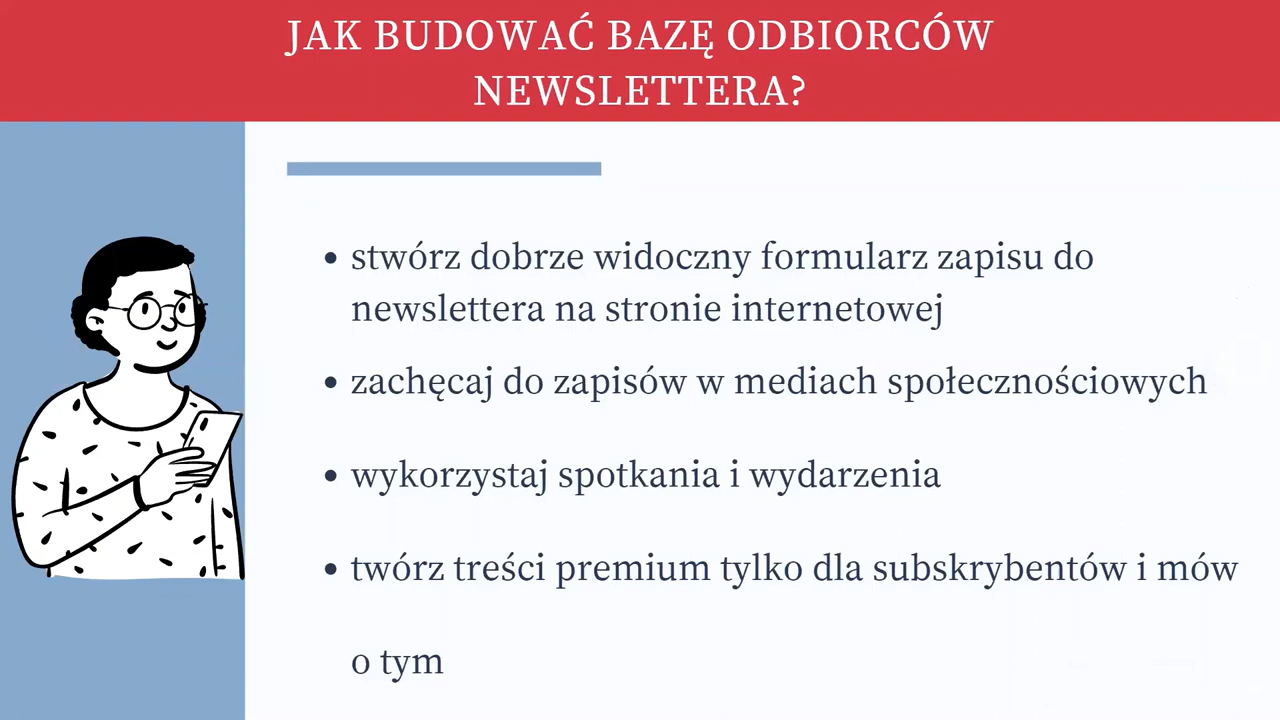 JAK BUDOWAĆ BAZĘ ODBIORCÓW
NEWSLETTERA?
• stwórz dobrze widoczny formularz zapisu do
newslettera na stronie internetowej
• zachęcaj do zapisów w mediach społecznościowych
• wykorzystaj spotkania i wydarzenia
• twórz treści premium tylko dla subskrybentów i mów
o tym